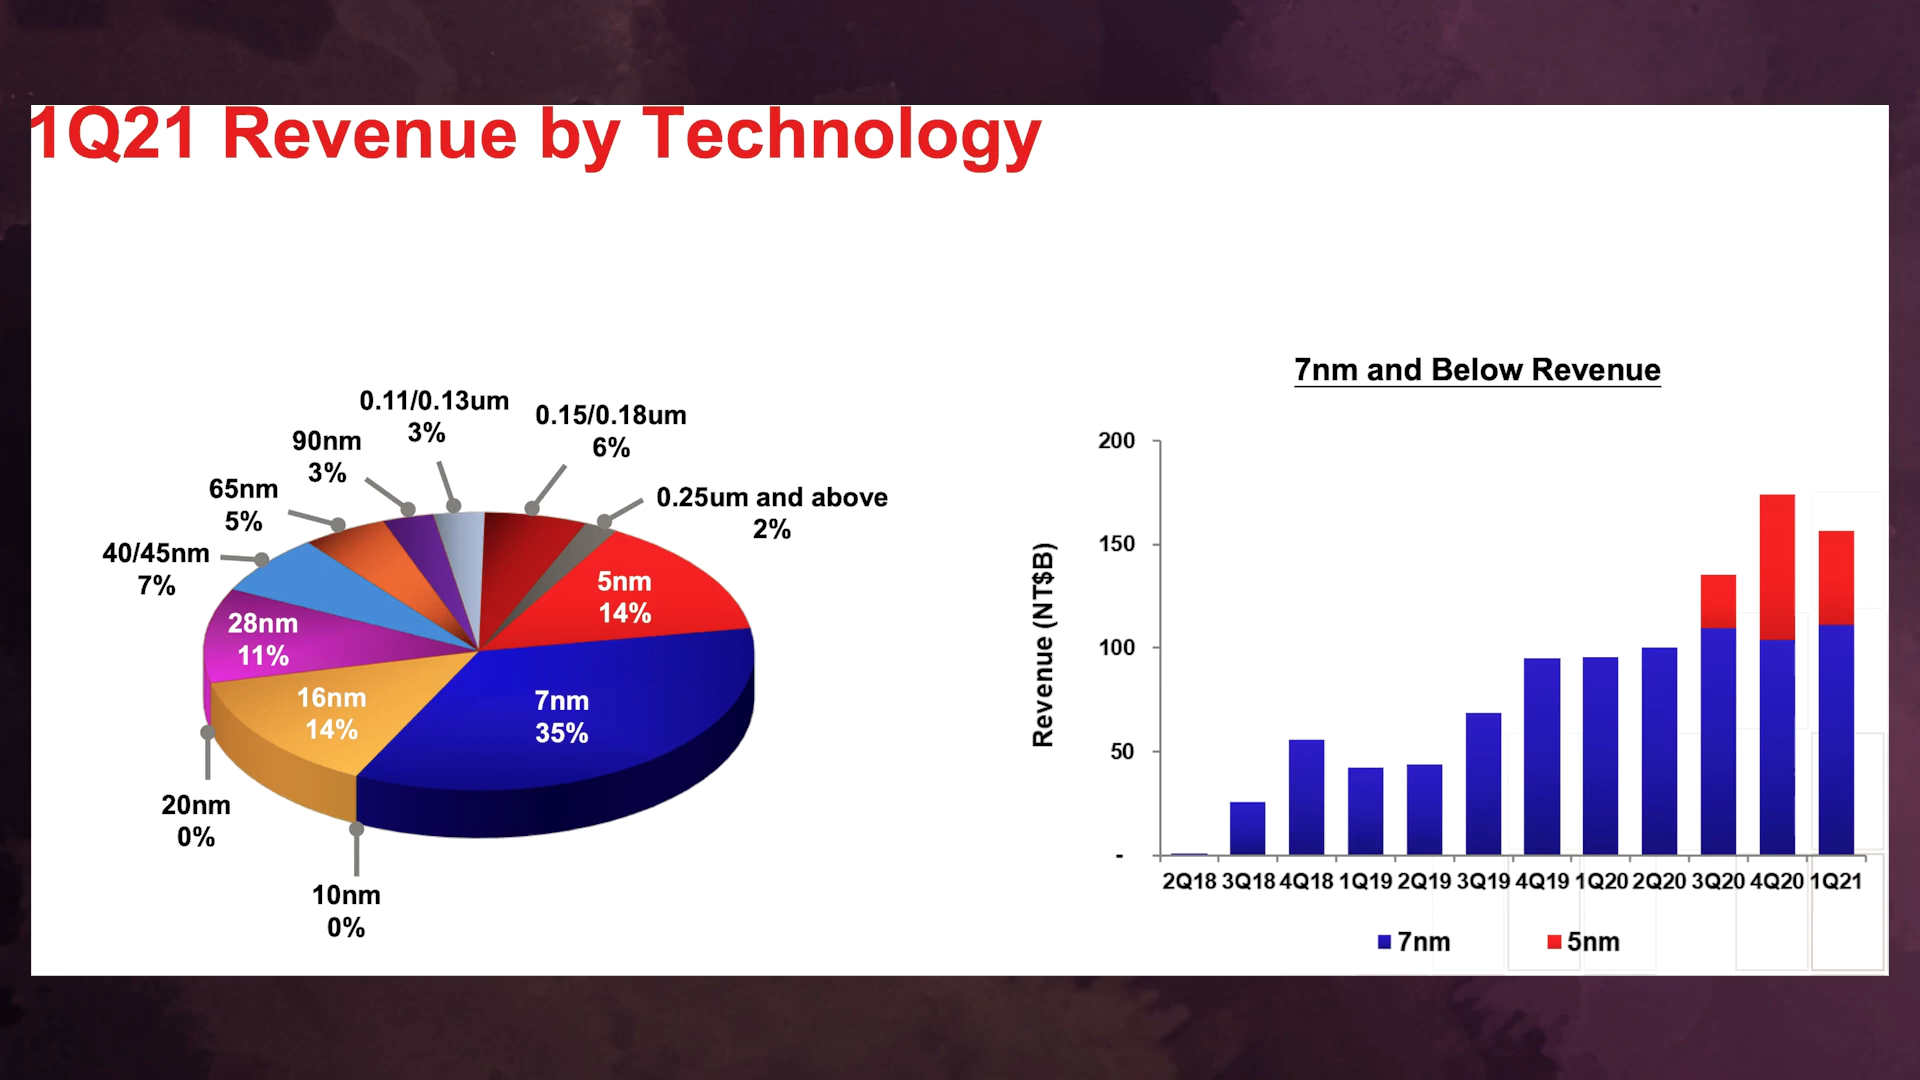 1Q21 Revenue by Technology
0.11/0.13um
3%
0.15/0.18um
6%
90nm
3%
65nm
5%
0.25um and above
2%
40/45nm
7%
5nm
14%
28nm
11%
16nm
14%
7nm
35%
20nm
0%
10nm
0%
7nm and Below Revenue
Revenue (NT$B)
200
150
100
50
-
2Q18 3Q18 4Q18 1Q19 2Q19 3Q19 4Q19 1Q20 2Q20 3Q20 4Q20 1Q21
7nm 5nm